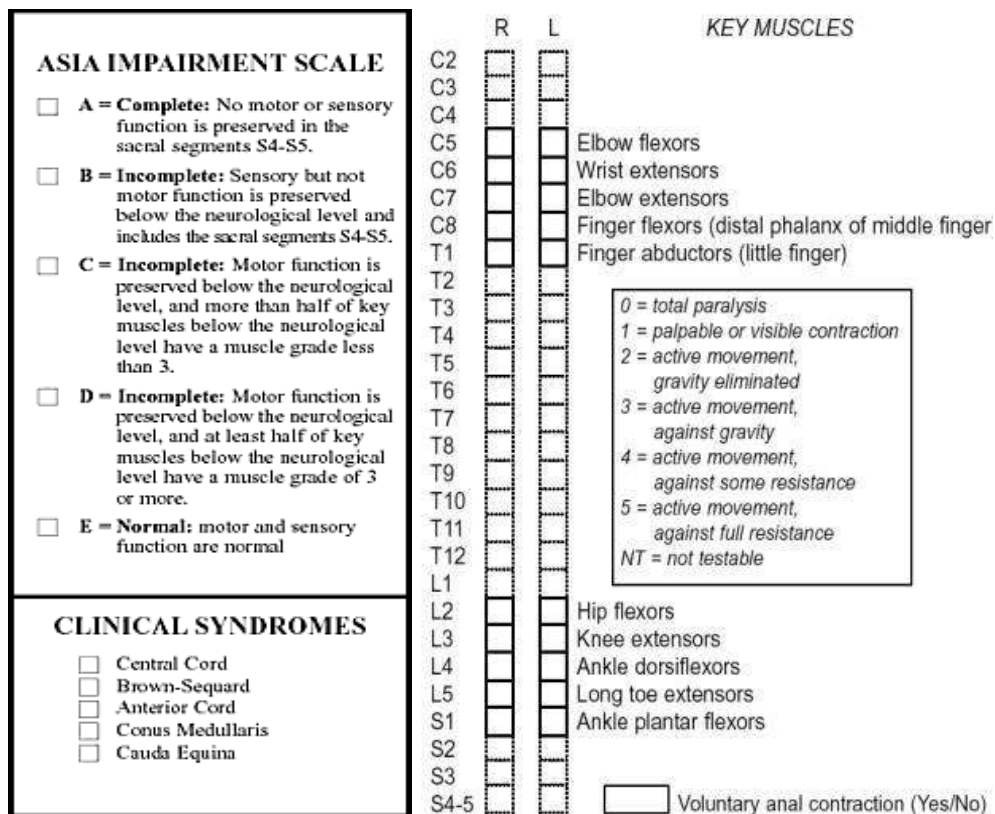 ASIA IMPAIRMENT SCALE
A = Complete: No motor or sensory
function is preserved in the
sacral segments S4-S5.
B = Incomplete: Sensory but not
motor function is preserved
below the neurological level and
includes the sacral segments S4-S5.
C = Incomplete: Motor function is
preserved below the neurological
level, and more than half of key
muscles below the neurological
level have a muscle grade less
than 3.
D = Incomplete: Motor function is
preserved below the neurological
level, and at least half of key
muscles below the neurological
level have a muscle grade of 3
or more.
E = Normal: motor and sensory
function are normal
CLINICAL SYNDROMES
Central Cord
Brown-Sequard
Anterior Cord
Conus Medullaris
Cauda Equina
R L KEY MUSCLES
C2
C3
C4
C5 Elbow flexors
C6 Wrist extensors
C7 Elbow extensors
C8 Finger flexors (distal phalanx of middle finger)
T1 Finger abductors (little finger)
T2
T3
T4
T5
T6
T7
T8
T9
T10
T11
T12
L1
0 = total paralysis
1 = palpable or visible contraction
2 = active movement,
gravity eliminated
3 = active movement,
against gravity
4 = active movement,
against some resistance
5 = active movement,
against full resistance
NT = not testable
L2 Hip flexors
L3 Knee extensors
L4 Ankle dorsiflexors
L5 Long toe extensors
S1 Ankle plantar flexors
S2
S3
S4-5 Voluntary anal contraction (Yes/No)